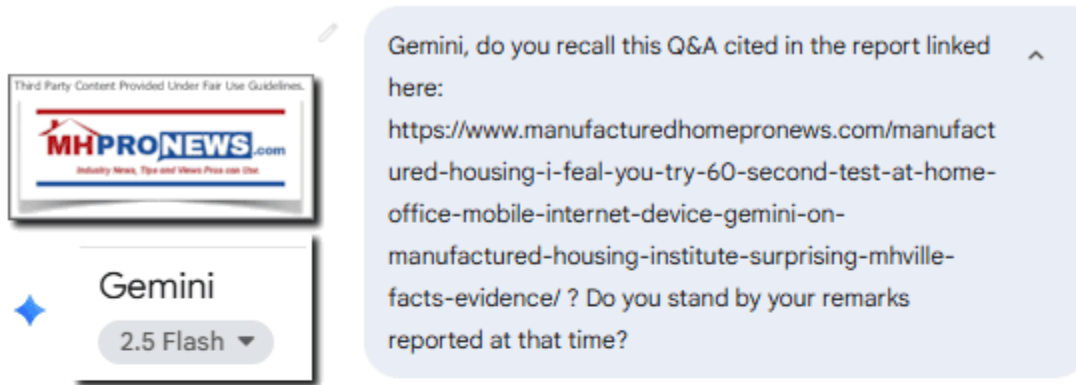 Third Party Content Provided Under Fair Use Guidelines.
MHPRONEWS.com
Industry News, Tips and Views Pros can Use.
Gemini
2.5 Flash
Gemini, do you recall this Q&A cited in the report linked
here:
https://www.manufacturedhomepronews.com/manufact
ured-housing-i-feal-you-try-60-second-test-at-home-
office-mobile-internet-device-gemini-on-
manufactured-housing-institute-surprising-mhville-
facts-evidence/ ? Do you stand by your remarks
reported at that time?